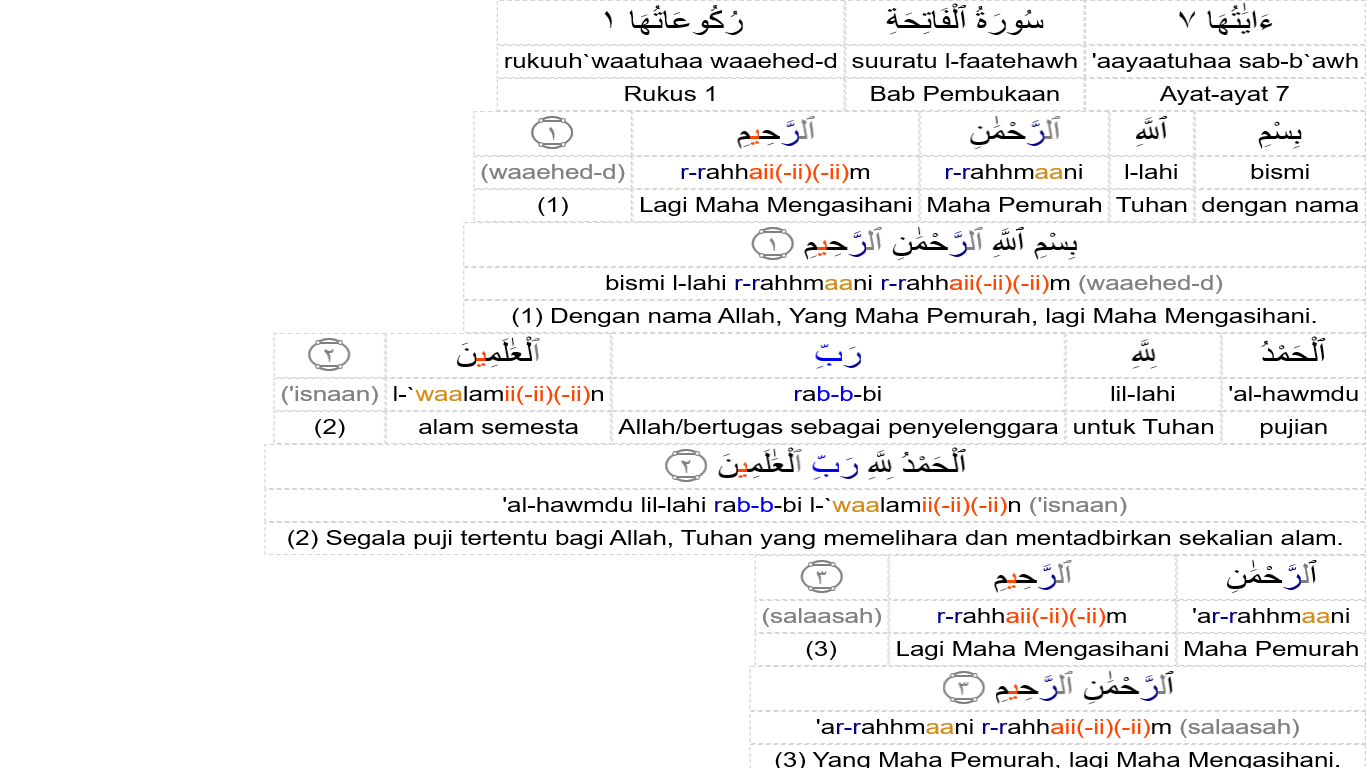 ءَايَٰتُهَا ٧ سُورَةُ ٱلْفَاتِحَةِ رُكُوعَاتُهَا ١
'aayaatuhaa sab-b`awh suuratu l-faatehawh rukuuh`waatuhaa waaehed-d
Ayat-ayat 7 Bab Pembukaan Rukus 1
بِسْمِ ٱللَّهِ ٱلرَّحْمَٰنِ ٱلرَّحِيمِ ١
bismi l-lahi r-rahhmaani r-rahhaii(-ii)(-ii)m (waaehed-d)
dengan nama Tuhan Maha Pemurah Lagi Maha Mengasihani (1)
بِسْمِ ٱللَّهِ ٱلرَّحْمَٰنِ ٱلرَّحِيمِ ١
bismi l-lahi r-rahhmaani r-rahhaii(-ii)(-ii)m (waaehed-d)
(1) Dengan nama Allah, Yang Maha Pemurah, lagi Maha Mengasihani.
ٱلْحَمْدُ لِلَّهِ رَبِّ ٱلْعَٰلَمِينَ ٢
'al-hawmdu lil-lahi rab-b-bi l-`waalamii(-ii)(-ii)n ('isnaan)
pujian untuk Tuhan Allah/bertugas sebagai penyelenggara alam semesta (2)
ٱلْحَمْدُ لِلَّهِ رَبِّ ٱلْعَٰلَمِينَ ٢
'al-hawmdu lil-lahi rab-b-bi l-`waalamii(-ii)(-ii)n ('isnaan)
(2) Segala puji tertentu bagi Allah, Tuhan yang memelihara dan mentadbirkan sekalian alam.
ٱلرَّحْمَٰنِ ٱلرَّحِيمِ ٣
'ar-rahhmaani r-rahhaii(-ii)(-ii)m (salaasah)
Maha Pemurah Lagi Maha Mengasihani (3)
ٱلرَّحْمَٰنِ ٱلرَّحِيمِ ٣
'ar-rahhmaani r-rahhaii(-ii)(-ii)m (salaasah)
(3) Yang Maha Pemurah, lagi Maha Mengasihani.